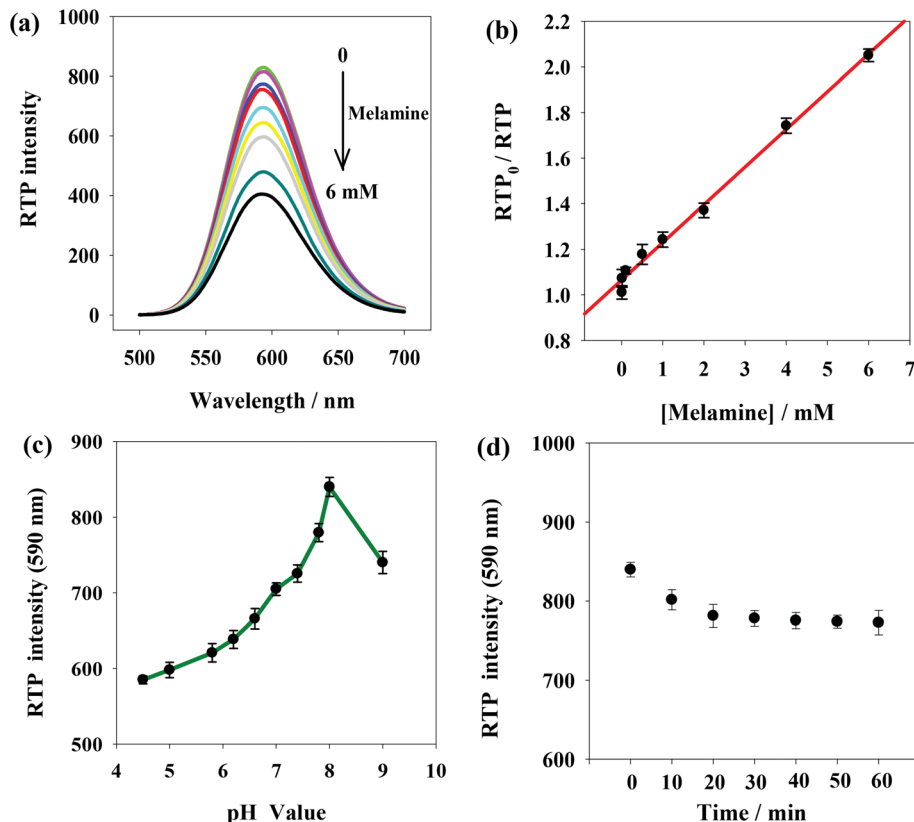 (a)
1000
800
600
400
200
0
RTP intensity
0
Melamine
6 mM
500 550 600 650 700
Wavelength / nm
(b)
2.2
2.0
1.8
1.6
1.4
1.2
1.0
0.8
RTP0 / RTP
0 1 2 3 4 5 6 7
[Melamine] / mM
(c)
900
800
700
600
500
RTP intensity (590 nm)
4 5 6 7 8 9 10
pH Value
(d)
1000
900
800
700
600
RTP intensity (590 nm)
0 10 20 30 40 50 60
Time / min